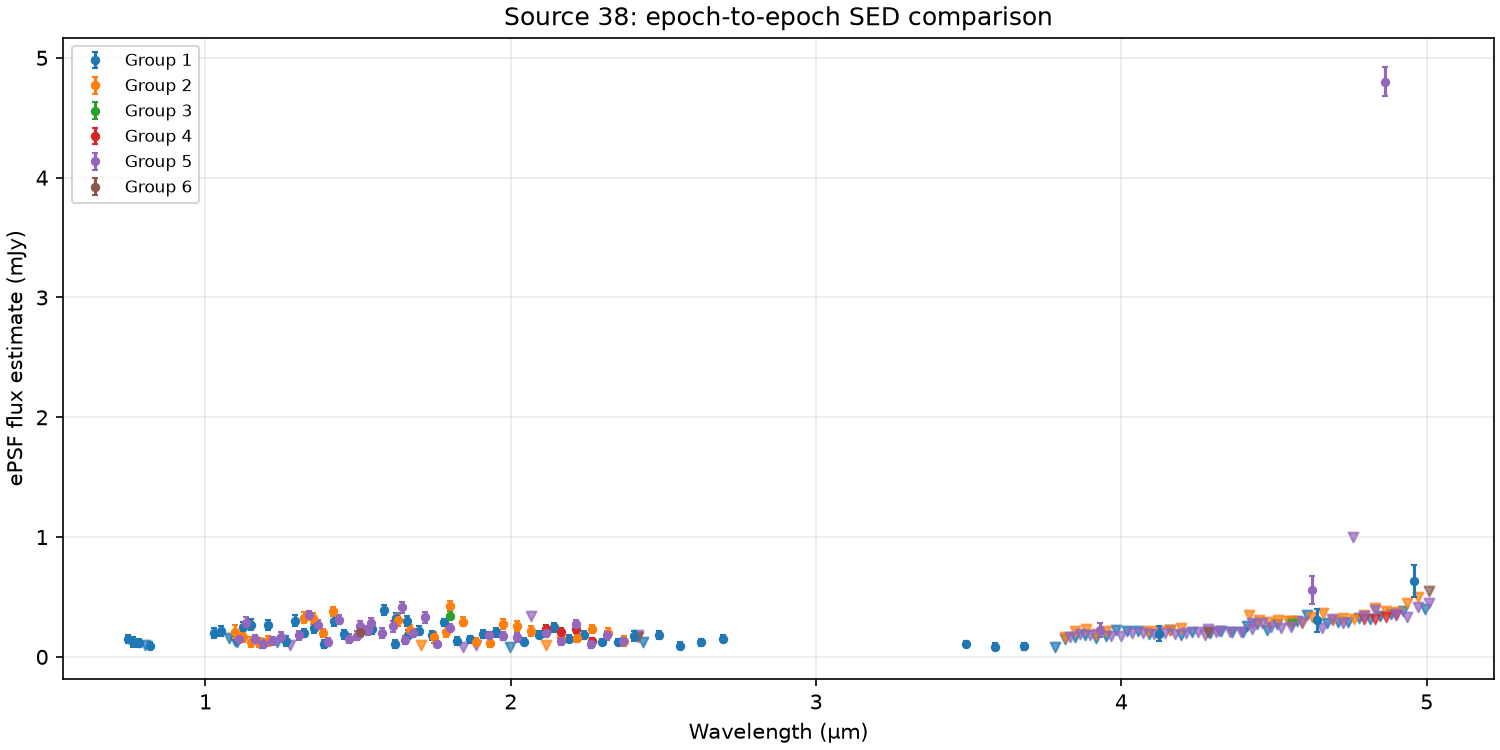 Source 38: epoch-to-epoch SED comparison
Group 1
Group 2
Group 3
Group 4
Group 5
Group 6
ePSF flux estimate (mJy)
5
4
3
2
1
0
1 2 3 4 5
Wavelength (µm)